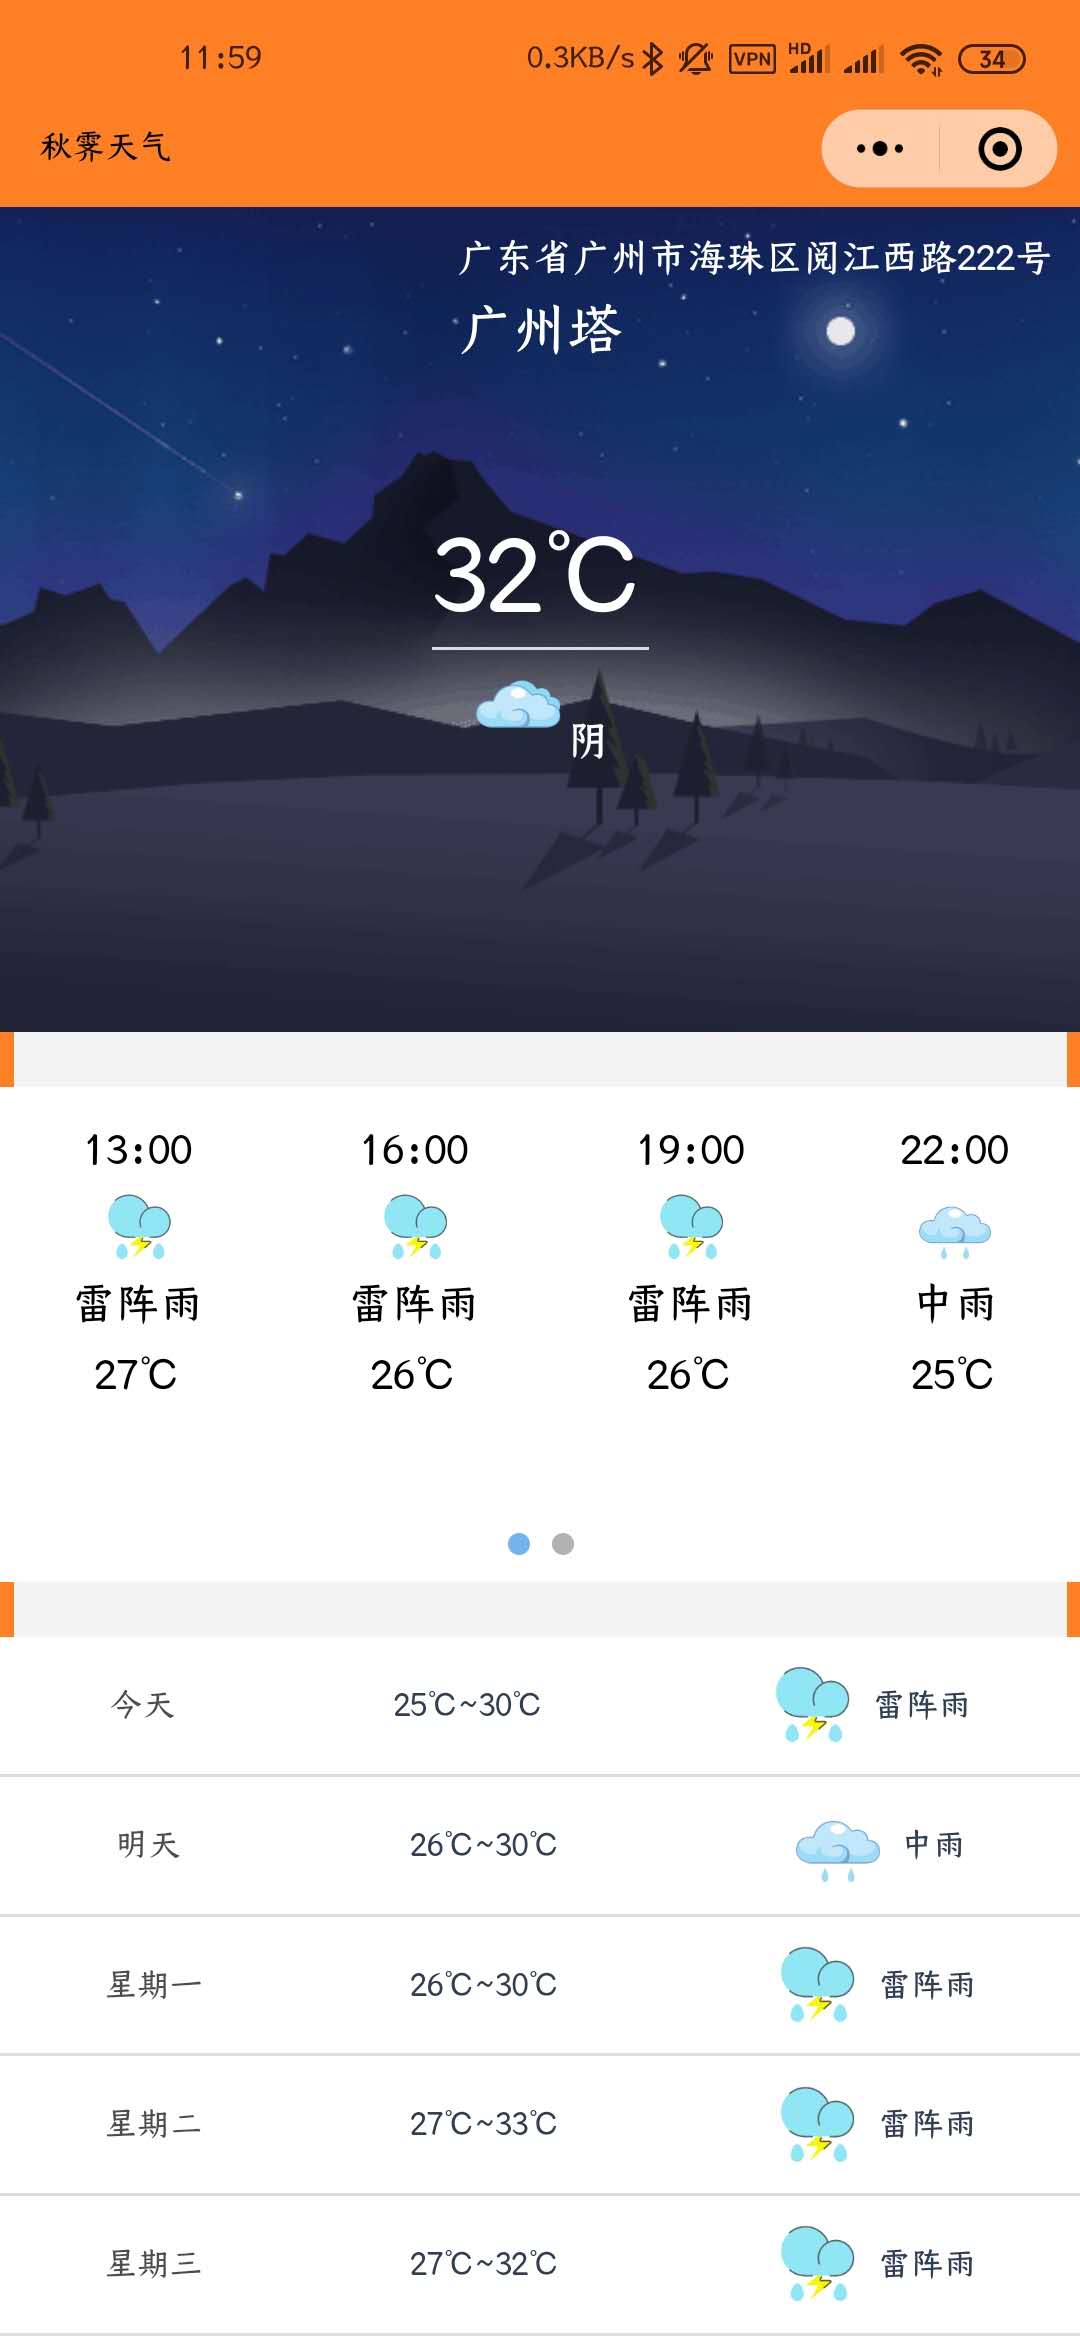 11:59 0.3KB/s VPN HD 34
秋霁天气
广东省广州市海珠区阅江西路222号
广州塔
32℃
阴
13:00 16:00 19:00 22:00
雷阵雨 雷阵雨 雷阵雨 中雨
27℃ 26℃ 26℃ 25℃
今天 25℃~30℃ 雷阵雨
明天 26℃~30℃ 中雨
星期一 26℃~30℃ 雷阵雨
星期二 27℃~33℃ 雷阵雨
星期三 27℃~32℃ 雷阵雨